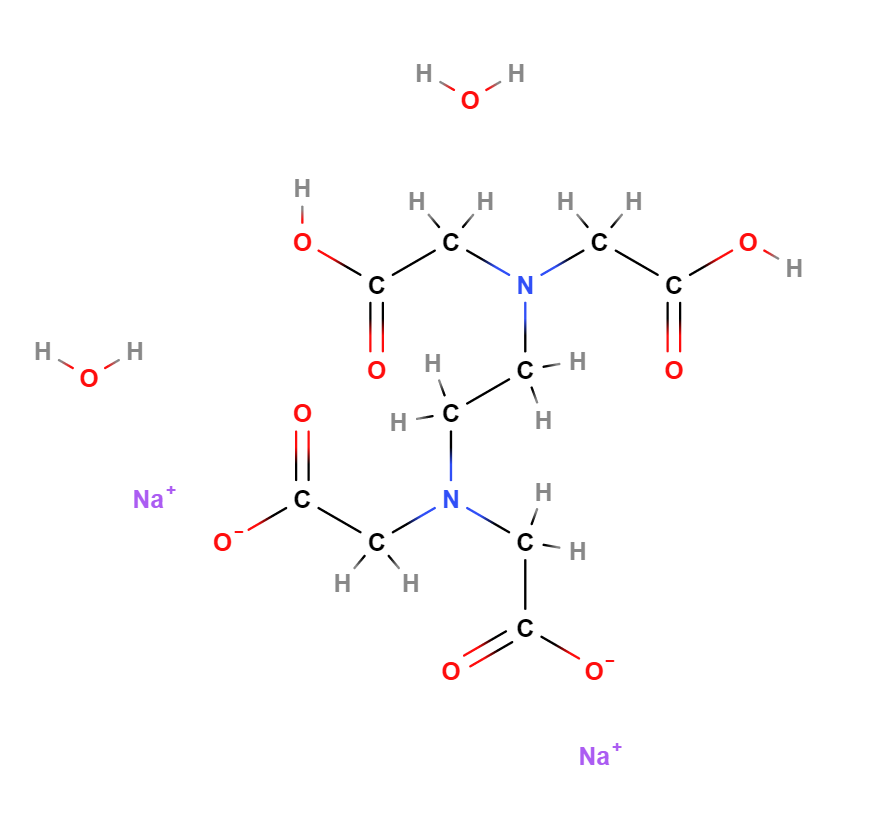 H H
O
H
H H H H
O C C O
H
C N C
H H
O
H H
C H
O O
H C
O C H
H
Na⁺ C N H
O⁻ C C H
H H
C
O O⁻
Na⁺